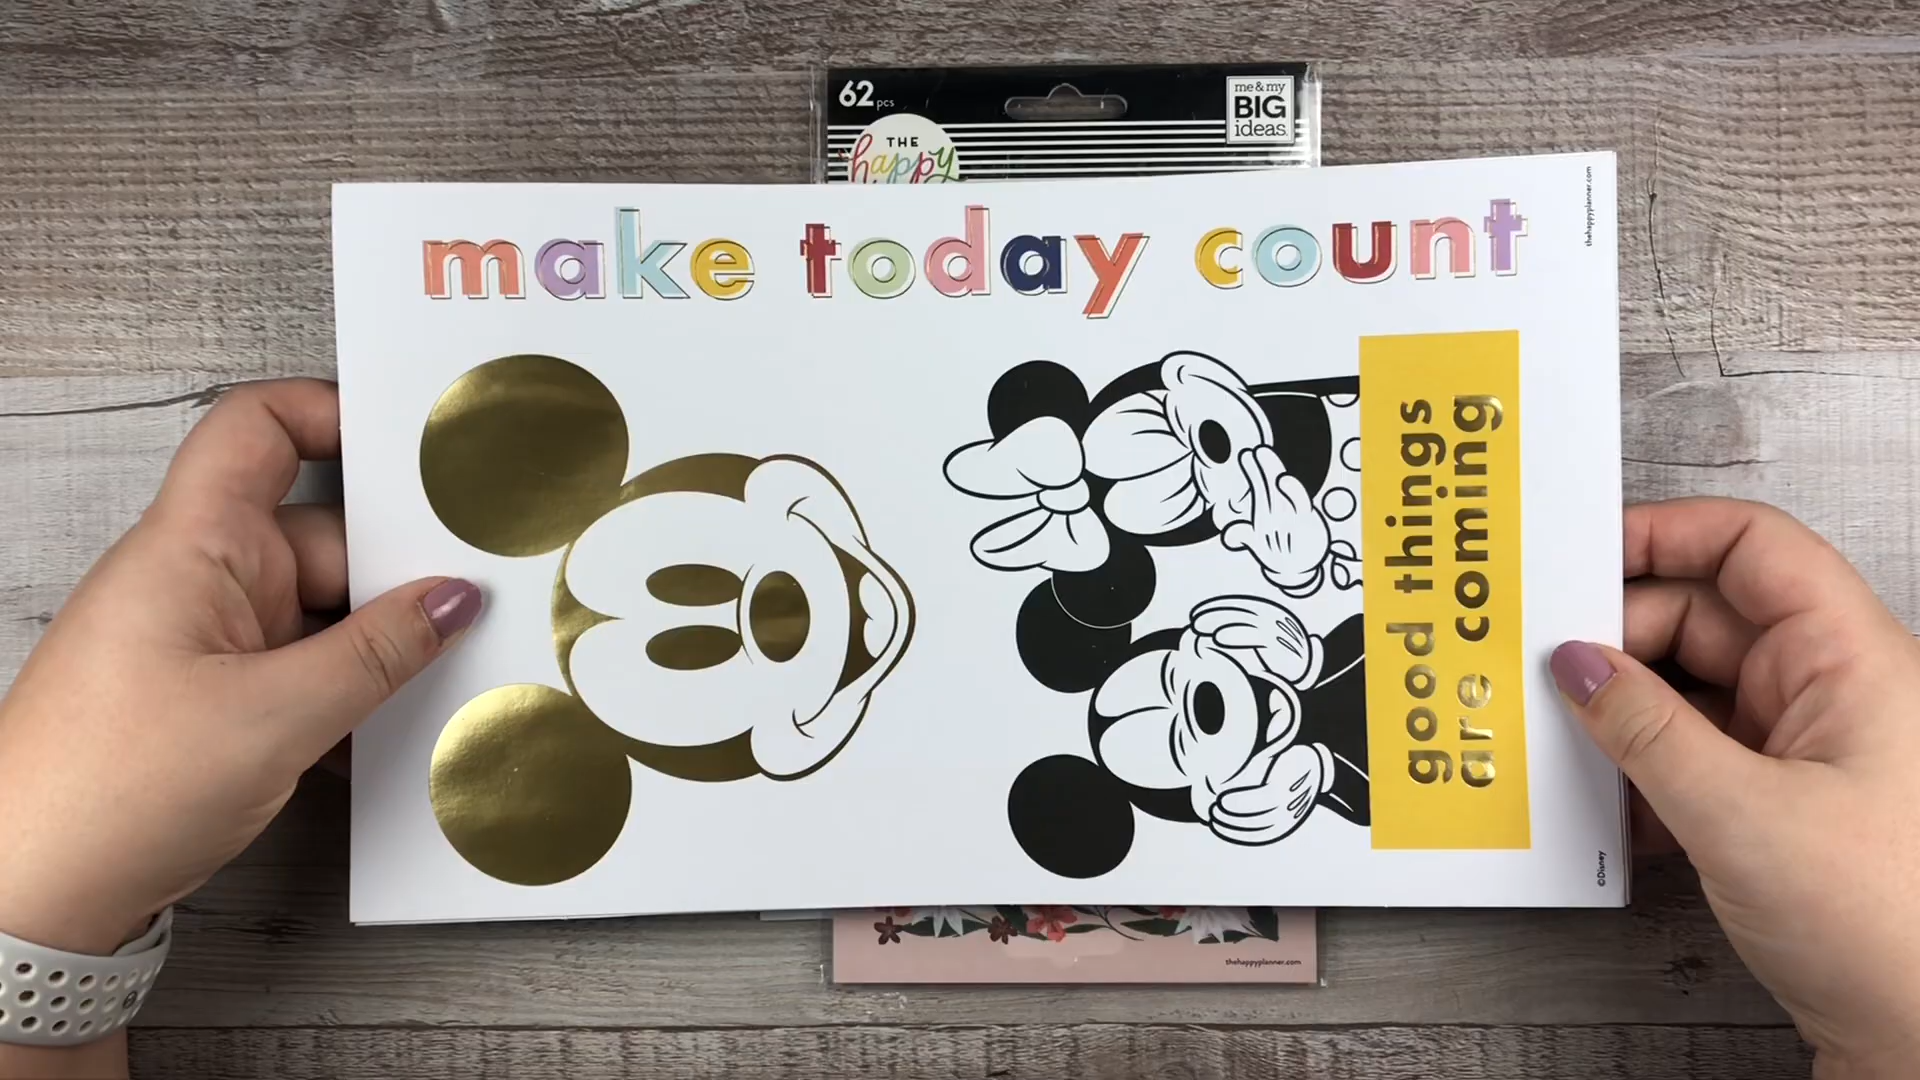 62 pcs
me & my
BIG
ideas.
THE
happy
make today count
thehappyplanner.com
good things
are coming
©Disney
thehappyplanner.com